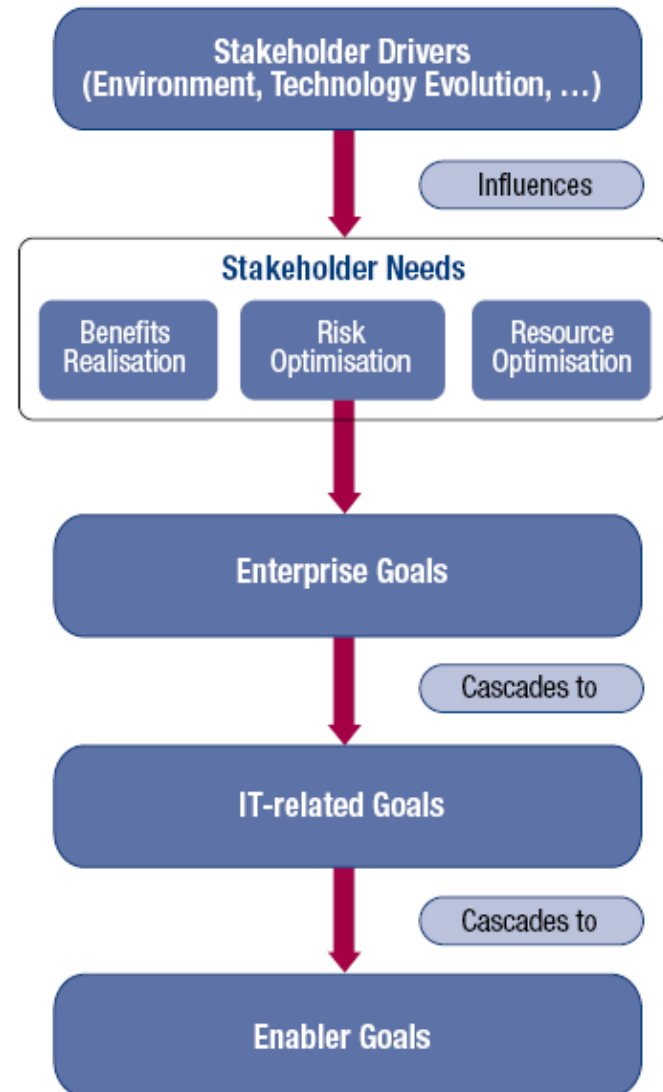 Stakeholder Drivers
(Environment, Technology Evolution, …)
Influences
Stakeholder Needs
Benefits
Realisation
Risk
Optimisation
Resource
Optimisation
Enterprise Goals
Cascades to
IT-related Goals
Cascades to
Enabler Goals